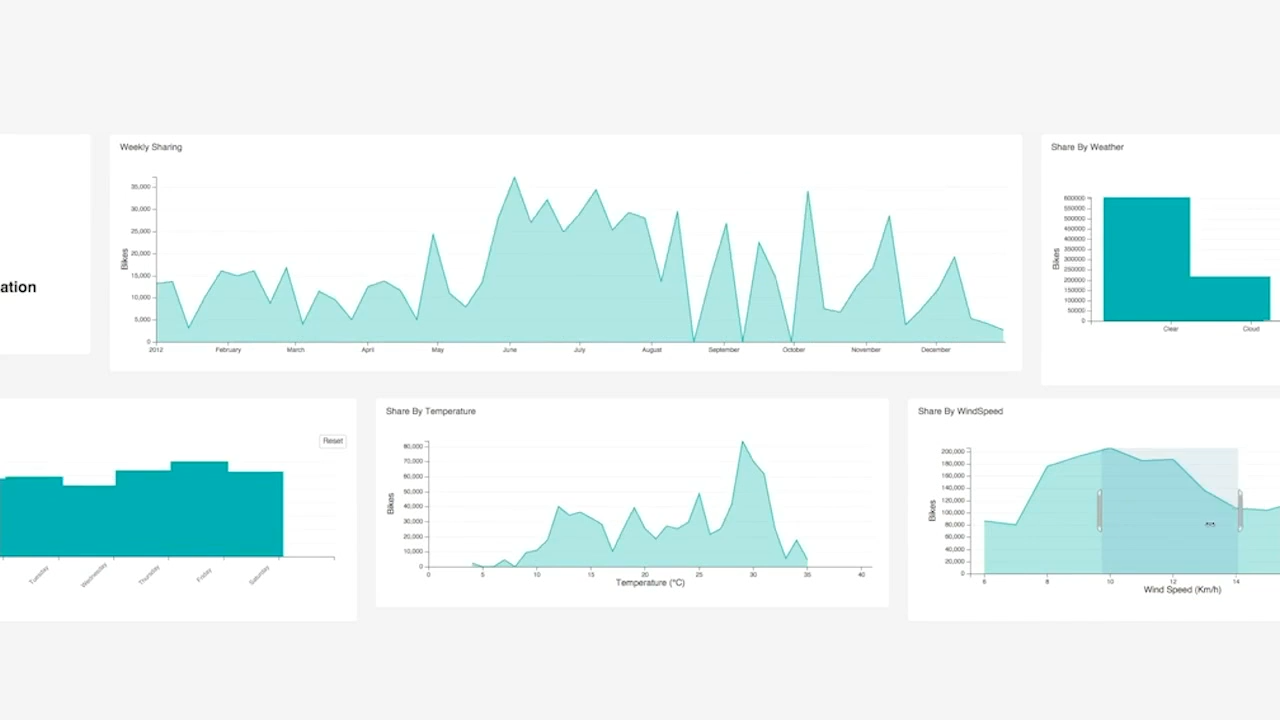 ation
Weekly Sharing
Bikes
35,000
30,000
25,000
20,000
15,000
10,000
5,000
0
2012 February March April May June July August September October November December
Share By Weather
Bikes
600000
550000
500000
450000
400000
350000
300000
250000
200000
150000
100000
50000
0
Clear Cloud
Reset
Tuesday Wednesday Thursday Friday Saturday
Share By Temperature
Bikes
80,000
70,000
60,000
50,000
40,000
30,000
20,000
10,000
0
0 5 10 15 20 25 30 35 40
Temperature (°C)
Share By WindSpeed
Bikes
200,000
180,000
160,000
140,000
120,000
100,000
80,000
60,000
40,000
20,000
0
6 8 10 12 14
Wind Speed (Km/h)